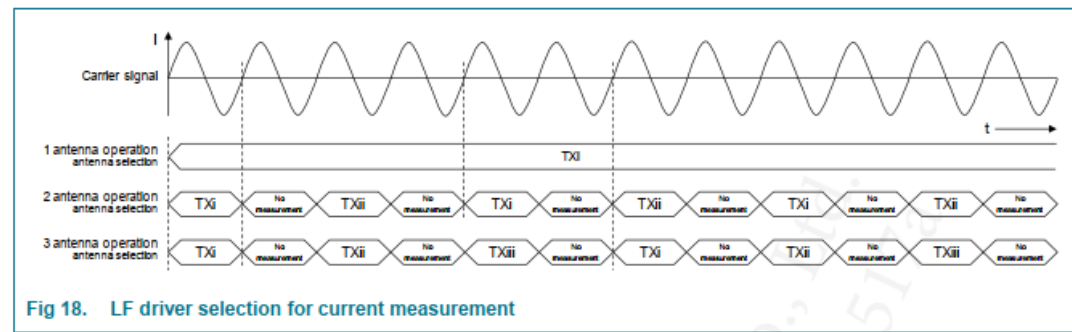 I
Carrier signal
t
1 antenna operation
antenna selection
TXi
2 antenna operation
antenna selection
TXi No measurement TXii No measurement TXi No measurement TXii No measurement TXi No measurement TXii No measurement
3 antenna operation
antenna selection
TXi No measurement TXii No measurement TXiii No measurement TXi No measurement TXii No measurement TXiii No measurement
Fig 18. LF driver selection for current measurement
., Ltd.
517a